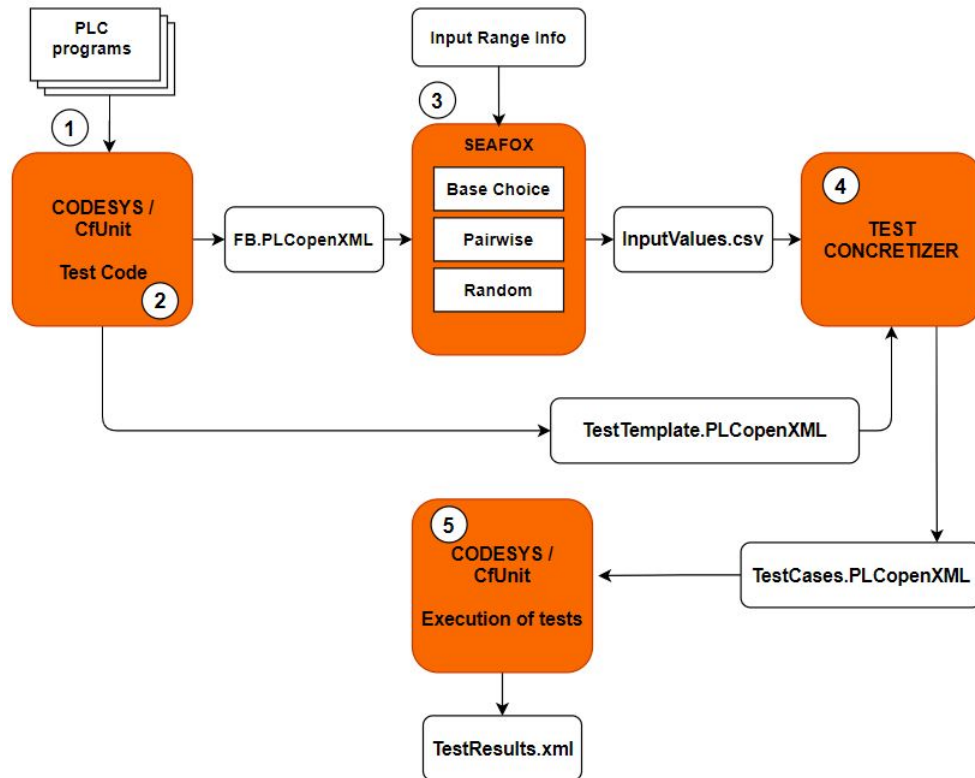 PLC
programs
Input Range Info
1
3
CODESYS /
CfUnit
Test Code
2
FB.PLCopenXML
SEAFOX
Base Choice
Pairwise
Random
InputValues.csv
4
TEST
CONCRETIZER
TestTemplate.PLCopenXML
5
CODESYS /
CfUnit
Execution of tests
TestCases.PLCopenXML
TestResults.xml